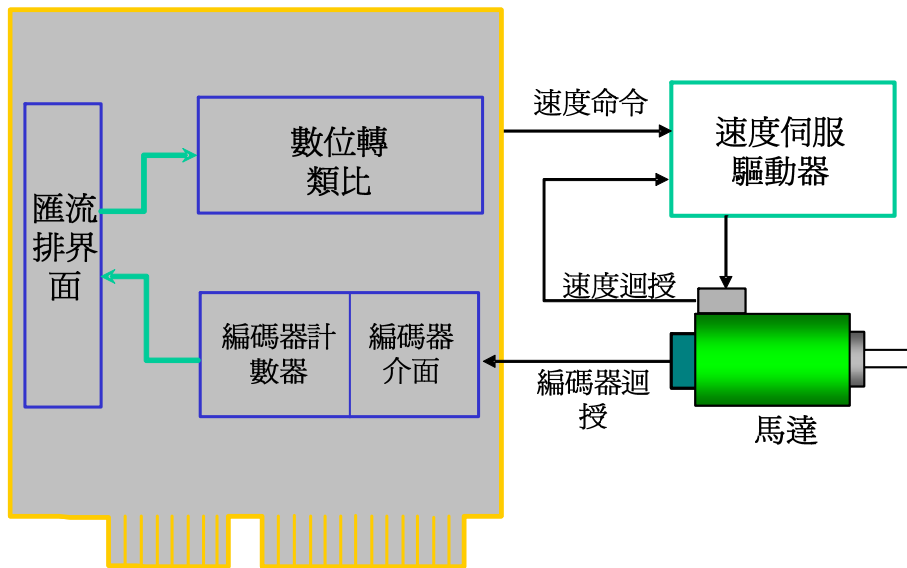 匯流
排界
面
數位轉
類比
編碼器計
數器
編碼器
介面
速度命令
速度伺服
驅動器
速度迴授
編碼器迴
授
馬達